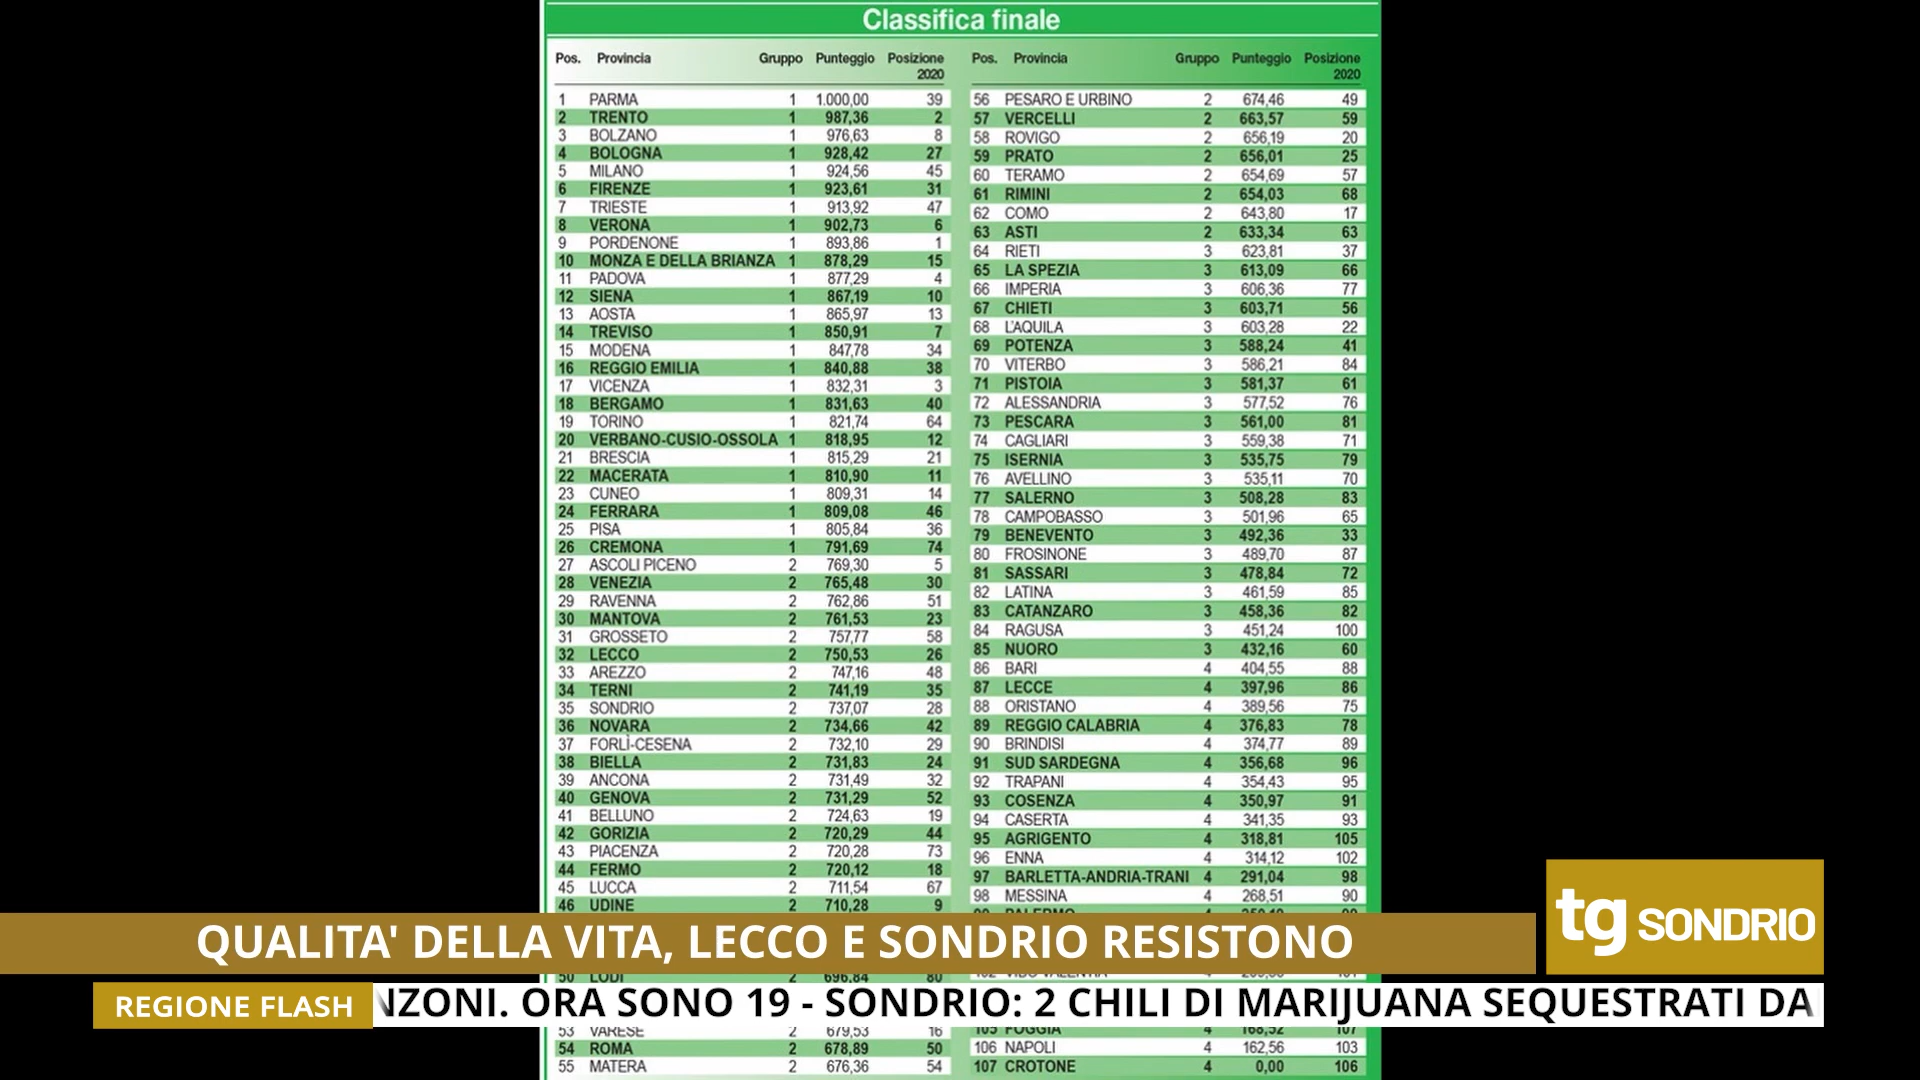 Classifica finale
Pos. Provincia Gruppo Punteggio Posizione 2020
1 PARMA 1 1.000,00 39
2 TRENTO 1 987,36 2
3 BOLZANO 1 976,63 8
4 BOLOGNA 1 928,42 27
5 MILANO 1 924,56 45
6 FIRENZE 1 923,61 31
7 TRIESTE 1 913,92 47
8 VERONA 1 902,73 6
9 PORDENONE 1 893,86 1
10 MONZA E DELLA BRIANZA 1 878,29 15
11 PADOVA 1 877,29 4
12 SIENA 1 867,19 10
13 AOSTA 1 865,97 13
14 TREVISO 1 850,91 7
15 MODENA 1 847,78 34
16 REGGIO EMILIA 1 840,88 38
17 VICENZA 1 832,31 3
18 BERGAMO 1 831,63 40
19 TORINO 1 821,74 64
20 VERBANO-CUSIO-OSSOLA 1 818,95 12
21 BRESCIA 1 815,29 21
22 MACERATA 1 810,90 11
23 CUNEO 1 809,31 14
24 FERRARA 1 809,08 46
25 PISA 1 805,84 36
26 CREMONA 1 791,69 74
27 ASCOLI PICENO 2 769,30 5
28 VENEZIA 2 765,48 30
29 RAVENNA 2 762,86 51
30 MANTOVA 2 761,53 23
31 GROSSETO 2 757,77 58
32 LECCO 2 750,53 26
33 AREZZO 2 747,16 48
34 TERNI 2 741,19 35
35 SONDRIO 2 737,07 28
36 NOVARA 2 734,66 42
37 FORLÌ-CESENA 2 732,10 29
38 BIELLA 2 731,83 24
39 ANCONA 2 731,49 32
40 GENOVA 2 731,29 52
41 BELLUNO 2 724,63 19
42 GORIZIA 2 720,29 44
43 PIACENZA 2 720,28 73
44 FERMO 2 720,12 18
45 LUCCA 2 711,54 67
46 UDINE 2 710,28 9
50 LODI 2 696,84 80
53 VARESE 2 679,53 16
54 ROMA 2 678,89 50
55 MATERA 2 676,36 54
Pos. Provincia Gruppo Punteggio Posizione 2020
56 PESARO E URBINO 2 674,46 49
57 VERCELLI 2 663,57 59
58 ROVIGO 2 656,19 20
59 PRATO 2 656,01 25
60 TERAMO 2 654,69 57
61 RIMINI 2 654,03 68
62 COMO 2 643,80 17
63 ASTI 2 633,34 63
64 RIETI 3 623,81 37
65 LA SPEZIA 3 613,09 66
66 IMPERIA 3 606,36 77
67 CHIETI 3 603,71 56
68 L'AQUILA 3 603,28 22
69 POTENZA 3 588,24 41
70 VITERBO 3 586,21 84
71 PISTOIA 3 581,37 61
72 ALESSANDRIA 3 577,52 76
73 PESCARA 3 561,00 81
74 CAGLIARI 3 559,38 71
75 ISERNIA 3 535,75 79
76 AVELLINO 3 535,11 70
77 SALERNO 3 508,28 83
78 CAMPOBASSO 3 501,96 65
79 BENEVENTO 3 492,36 33
80 FROSINONE 3 489,70 87
81 SASSARI 3 478,84 72
82 LATINA 3 461,59 85
83 CATANZARO 3 458,36 82
84 RAGUSA 3 451,24 100
85 NUORO 3 432,16 60
86 BARI 4 404,55 88
87 LECCE 4 397,96 86
88 ORISTANO 4 389,56 75
89 REGGIO CALABRIA 4 376,83 78
90 BRINDISI 4 374,77 89
91 SUD SARDEGNA 4 356,68 96
92 TRAPANI 4 354,43 95
93 COSENZA 4 350,97 91
94 CASERTA 4 341,35 93
95 AGRIGENTO 4 318,81 105
96 ENNA 4 314,12 102
97 BARLETTA-ANDRIA-TRANI 4 291,04 98
98 MESSINA 4 268,51 90
PALERMO 4
105 FOGGIA 4 168,52 107
106 NAPOLI 4 162,56 103
107 CROTONE 4 0,00 106
QUALITA' DELLA VITA, LECCO E SONDRIO RESISTONO
tg SONDRIO
REGIONE FLASH
NZONI. ORA SONO 19 - SONDRIO: 2 CHILI DI MARIJUANA SEQUESTRATI DA